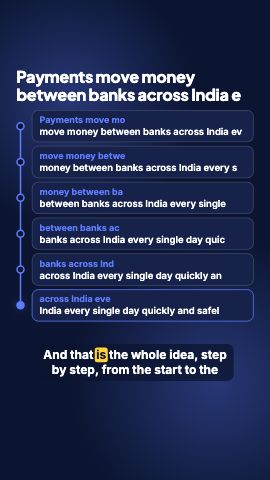 Payments move money
between banks across India e
Payments move mo
move money between banks across India ev
move money betwe
money between banks across India every s
money between ba
between banks across India every single
between banks ac
banks across India every single day quic
banks across Ind
across India every single day quickly an
across India eve
India every single day quickly and safel
And that is the whole idea, step
by step, from the start to the